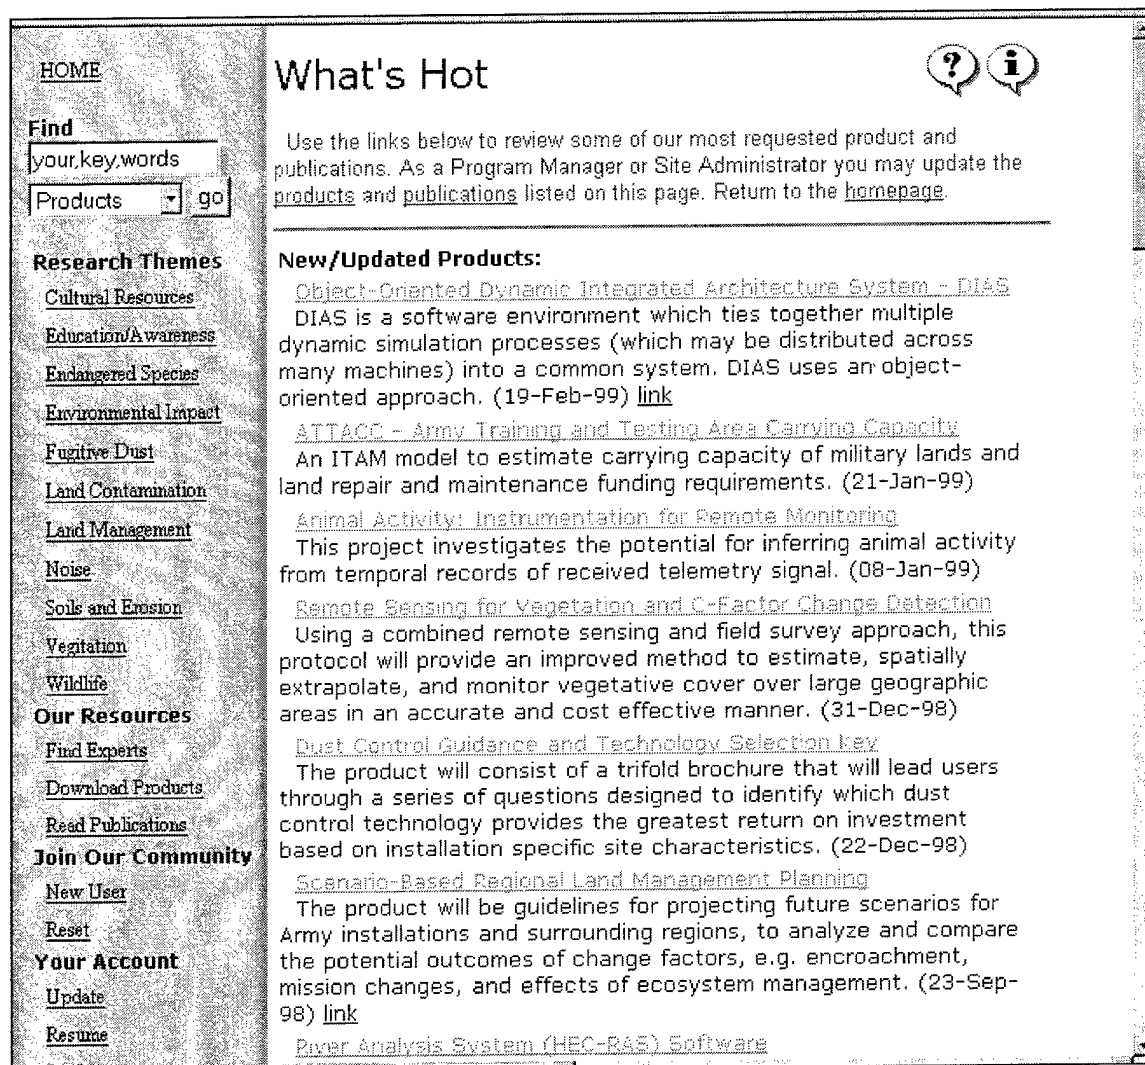 HOME
Find
your,key,words
Products
go
Research Themes
Cultural Resources
Education/Awareness
Endangered Species
Environmental Impact
Fugitive Dust
Land Contamination
Land Management
Noise
Soils and Erosion
Vegitation
Wildlife
Our Resources
Find Experts
Download Products
Read Publications
Join Our Community
New User
Reset
Your Account
Update
Resume
What's Hot
? i
Use the links below to review some of our most requested product and
publications. As a Program Manager or Site Administrator you may update the
products and publications listed on this page. Return to the homepage.
New/Updated Products:
Object-Oriented Dynamic Integrated Architecture System - DIAS
DIAS is a software environment which ties together multiple
dynamic simulation processes (which may be distributed across
many machines) into a common system. DIAS uses an object-
oriented approach. (19-Feb-99) link
ATTACC - Army Training and Testing Area Carrying Capacity
An ITAM model to estimate carrying capacity of military lands and
land repair and maintenance funding requirements. (21-Jan-99)
Animal Activity: Instrumentation for Remote Monitoring
This project investigates the potential for inferring animal activity
from temporal records of received telemetry signal. (08-Jan-99)
Remote Sensing for Vegetation and C-Factor Change Detection
Using a combined remote sensing and field survey approach, this
protocol will provide an improved method to estimate, spatially
extrapolate, and monitor vegetative cover over large geographic
areas in an accurate and cost effective manner. (31-Dec-98)
Dust Control Guidance and Technology Selection Key
The product will consist of a trifold brochure that will lead users
through a series of questions designed to identify which dust
control technology provides the greatest return on investment
based on installation specific site characteristics. (22-Dec-98)
Scenario-Based Regional Land Management Planning
The product will be guidelines for projecting future scenarios for
Army installations and surrounding regions, to analyze and compare
the potential outcomes of change factors, e.g. encroachment,
mission changes, and effects of ecosystem management. (23-Sep-
98) link
River Analysis System (HEC-RAS) Software